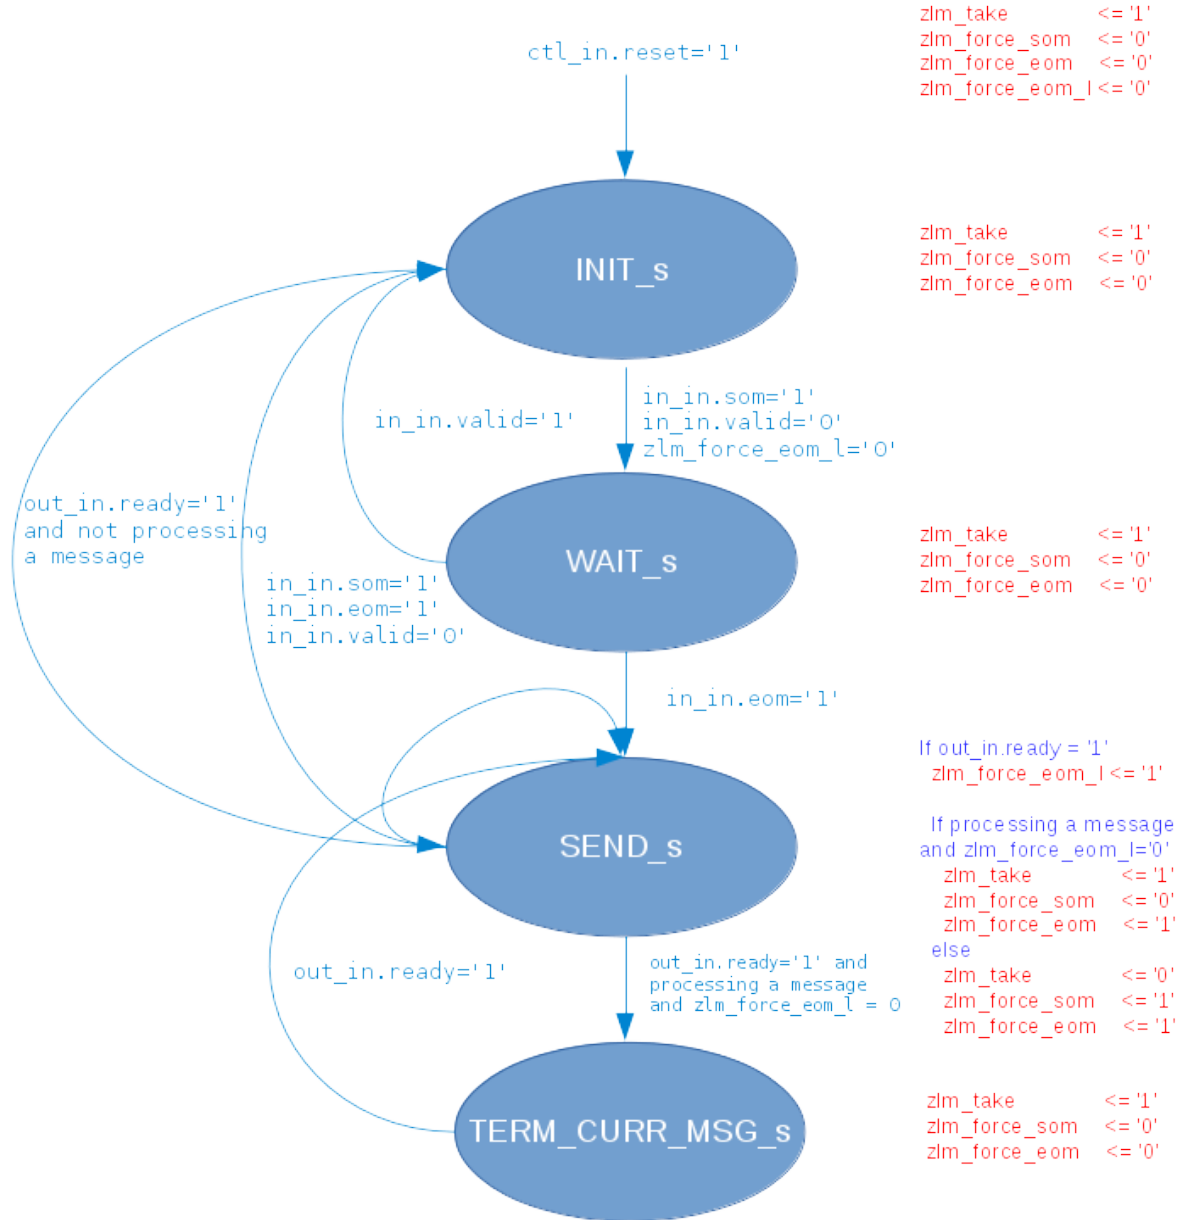 ctl_in.reset='1'
zlm_take <= '1'
zlm_force_som <= '0'
zlm_force_eom <= '0'
zlm_force_eom_l <= '0'
INIT_s
zlm_take <= '1'
zlm_force_som <= '0'
zlm_force_eom <= '0'
in_in.valid='1'
in_in.som='1'
in_in.valid='0'
zlm_force_eom_l='0'
out_in.ready='1'
and not processing
a message
WAIT_s
zlm_take <= '1'
zlm_force_som <= '0'
zlm_force_eom <= '0'
in_in.som='1'
in_in.eom='1'
in_in.valid='0'
in_in.eom='1'
SEND_s
If out_in.ready = '1'
zlm_force_eom_l <= '1'
If processing a message
and zlm_force_eom_l='0'
zlm_take <= '1'
zlm_force_som <= '0'
zlm_force_eom <= '1'
else
zlm_take <= '0'
zlm_force_som <= '1'
zlm_force_eom <= '1'
out_in.ready='1'
out_in.ready='1' and
processing a message
and zlm_force_eom_l = 0
TERM_CURR_MSG_s
zlm_take <= '1'
zlm_force_som <= '0'
zlm_force_eom <= '0'